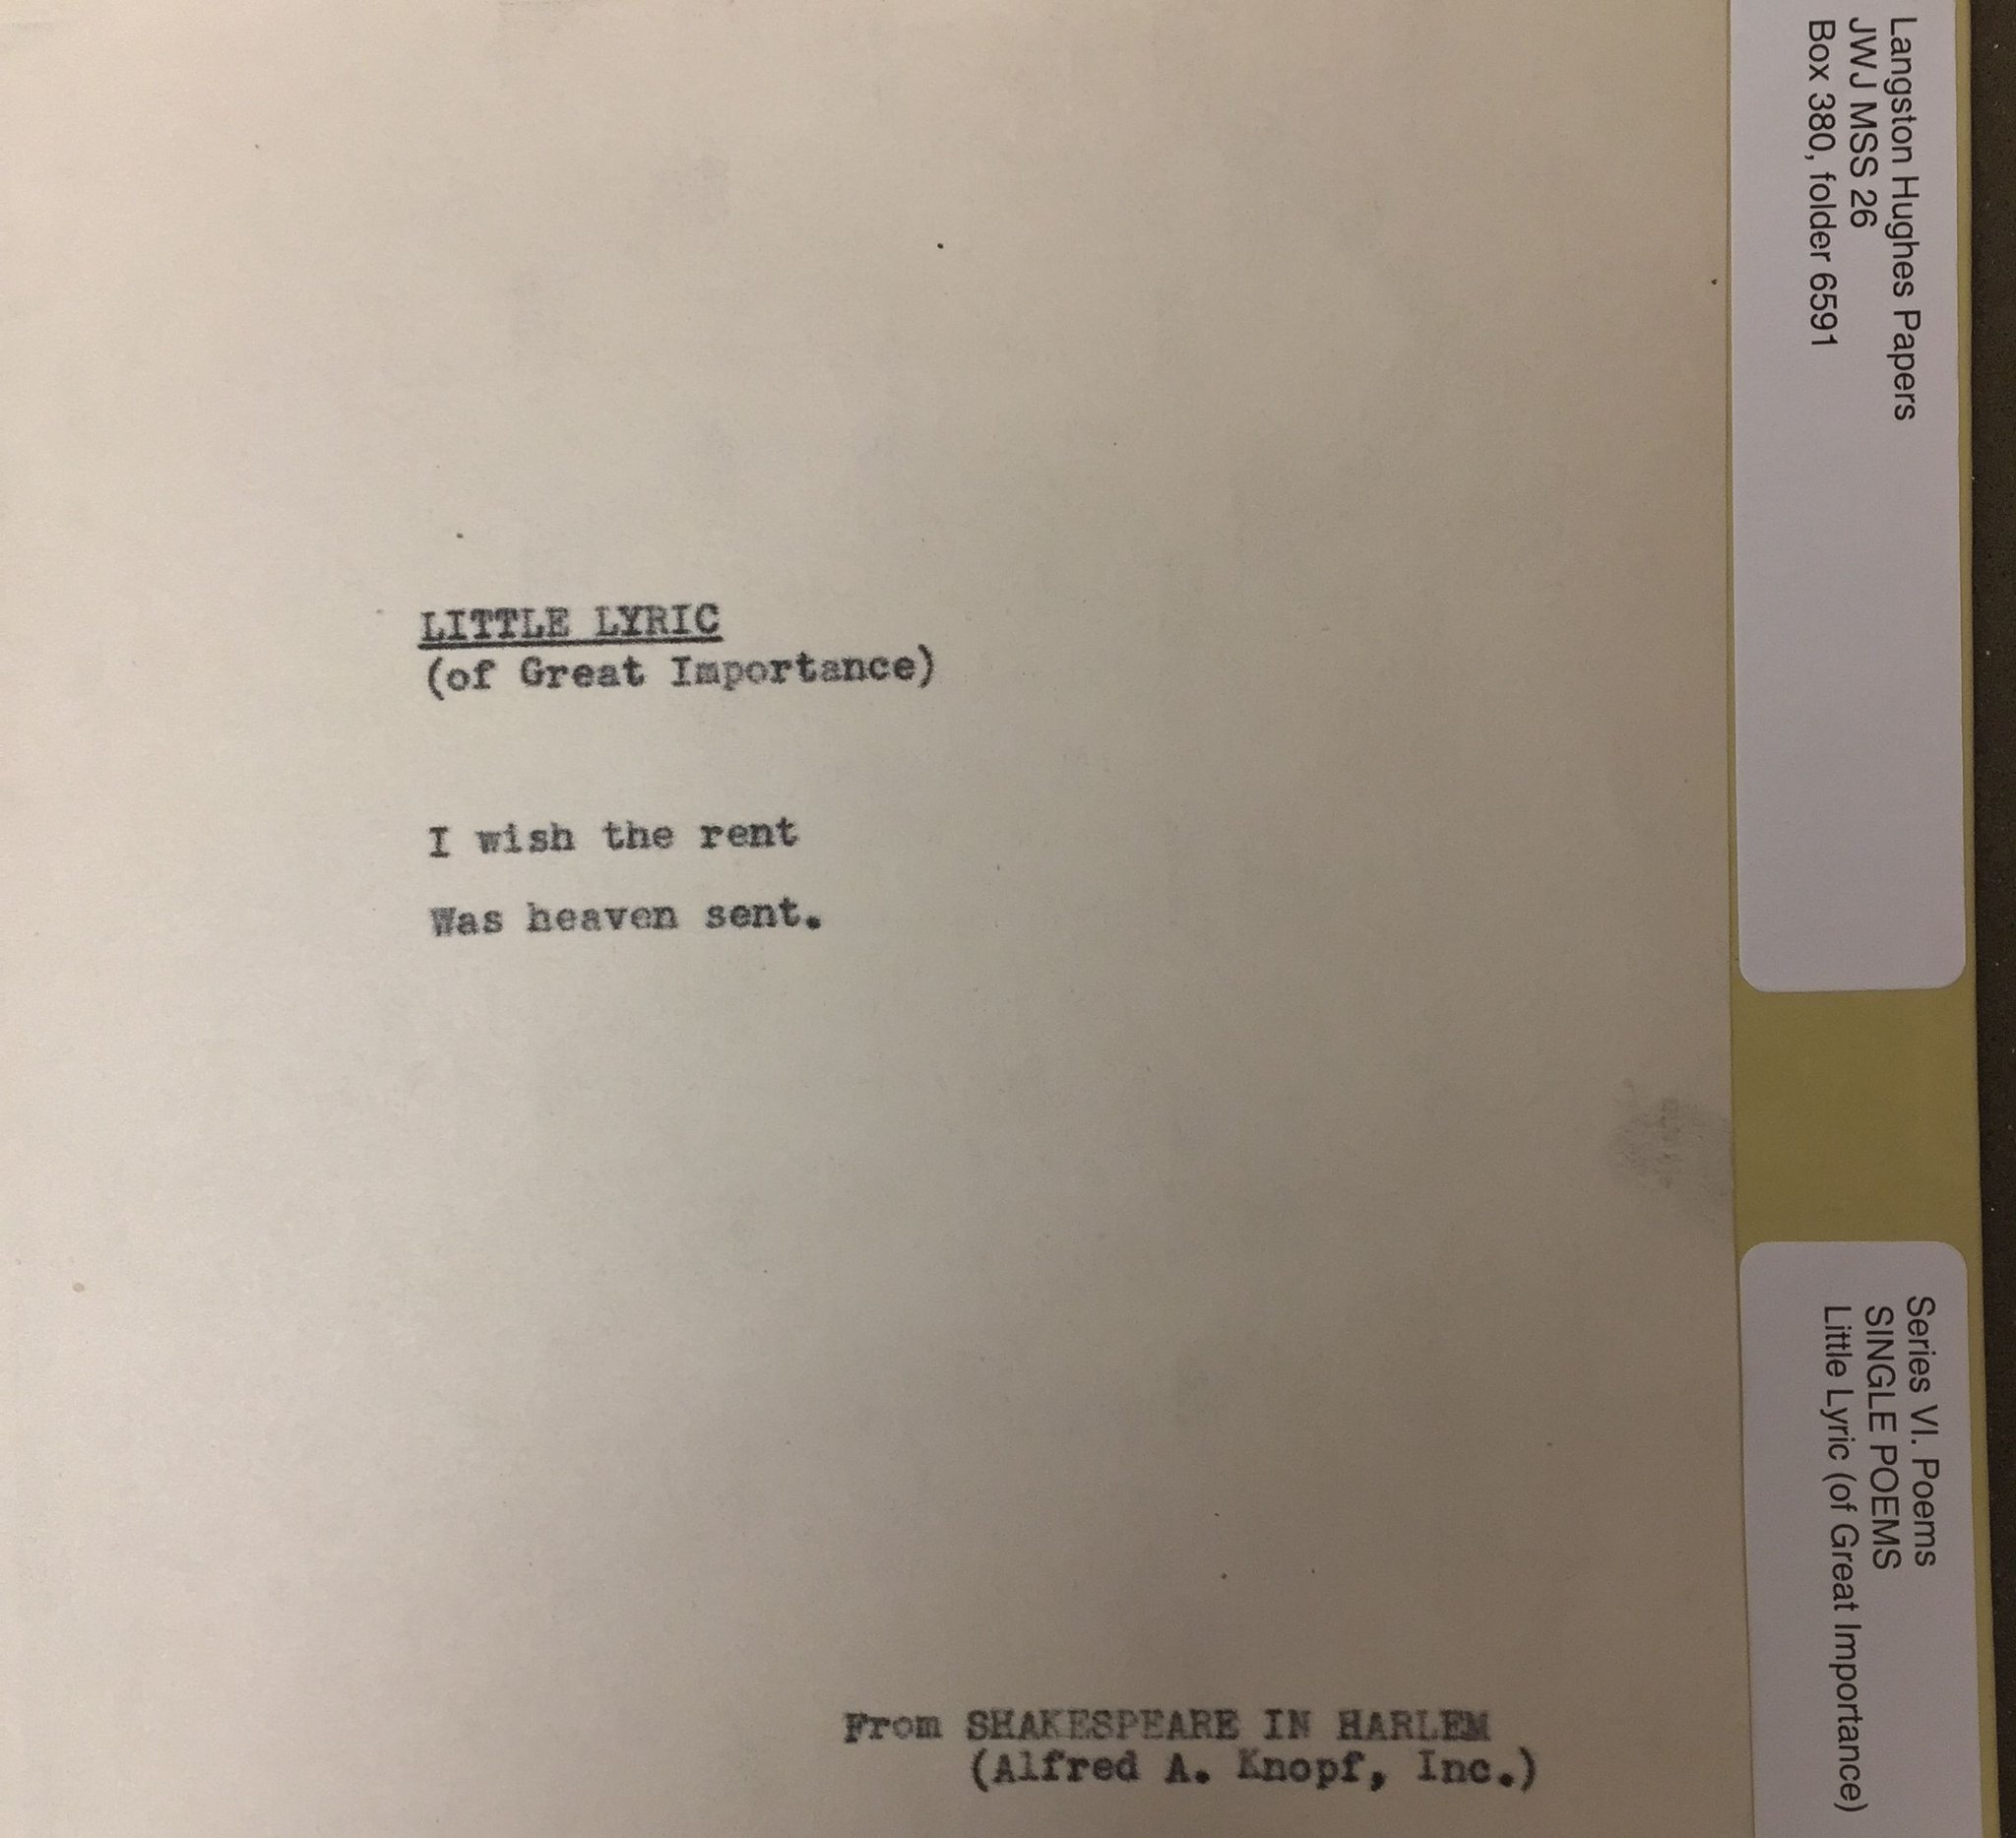 LITTLE LYRIC
(of Great Importance)
I wish the rent
Was heaven sent.
From SHAKESPEARE IN HARLEM
(Alfred A. Knopf, Inc.)
Langston Hughes Papers
JWJ MSS 26
Box 380, folder 6591
Series VI. Poems
SINGLE POEMS
Little Lyric (of Great Importance)